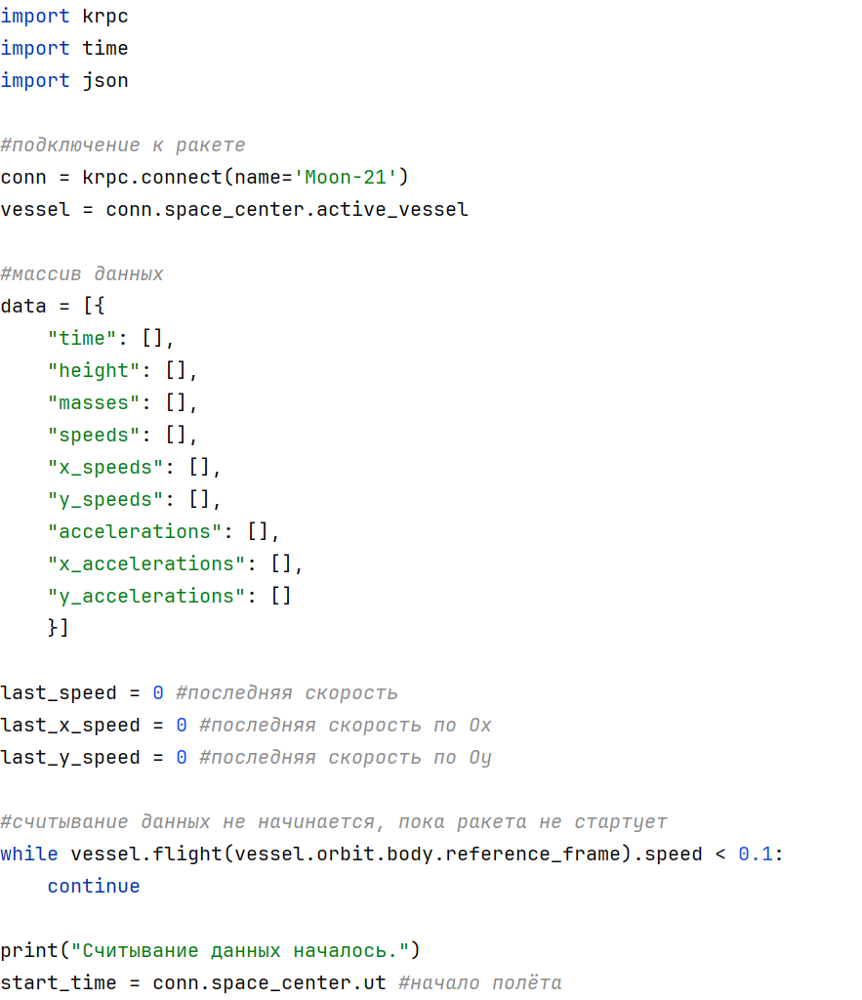 import krpc
import time
import json
#подключение к ракете
conn = krpc.connect(name='Moon-21')
vessel = conn.space_center.active_vessel
#массив данных
data = [{
    "time": [],
    "height": [],
    "masses": [],
    "speeds": [],
    "x_speeds": [],
    "y_speeds": [],
    "accelerations": [],
    "x_accelerations": [],
    "y_accelerations": []
    }]
last_speed = 0 #последняя скорость
last_x_speed = 0 #последняя скорость по Ox
last_y_speed = 0 #последняя скорость по Oy
#считывание данных не начинается, пока ракета не стартует
while vessel.flight(vessel.orbit.body.reference_frame).speed < 0.1:
    continue
print("Считывание данных началось.")
start_time = conn.space_center.ut #начало полёта